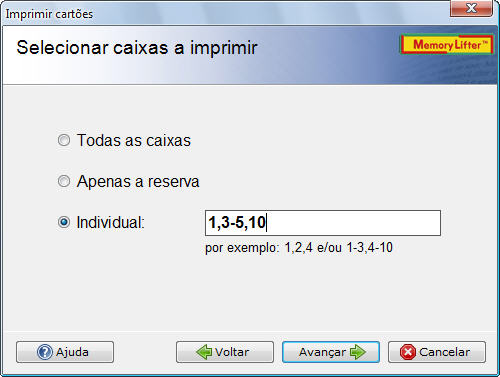 Imprimir cartões
Selecionar caixas a imprimir
MemoryLifter™
Todas as caixas
Apenas a reserva
Individual: 1,3-5,10
por exemplo: 1,2,4 e/ou 1-3,4-10
Ajuda Voltar Avançar Cancelar